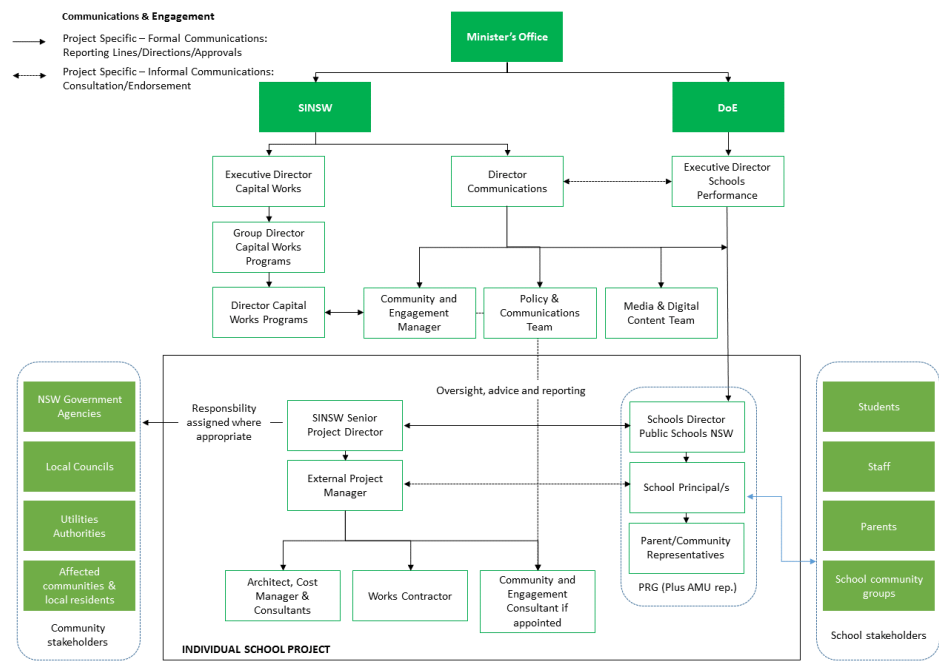 Communications & Engagement
Project Specific – Formal Communications:
Reporting Lines/Directions/Approvals
Project Specific – Informal Communications:
Consultation/Endorsement
Minister's Office
SINSW
DoE
Executive Director
Capital Works
Director
Communications
Executive Director
Schools
Performance
Group Director
Capital Works
Programs
Director Capital
Works Programs
Community and
Engagement
Manager
Policy &
Communications
Team
Media & Digital
Content Team
NSW Government
Agencies
Local Councils
Utilities
Authorities
Affected
communities &
local residents
Community
stakeholders
Responsbility
assigned where
appropriate
Oversight, advice and reporting
SINSW Senior
Project Director
External Project
Manager
Architect, Cost
Manager &
Consultants
Works Contractor
Community and
Engagement
Consultant if
appointed
Schools Director
Public Schools NSW
School Principal/s
Parent/Community
Representatives
PRG (Plus AMU rep.)
INDIVIDUAL SCHOOL PROJECT
Students
Staff
Parents
School community
groups
School stakeholders